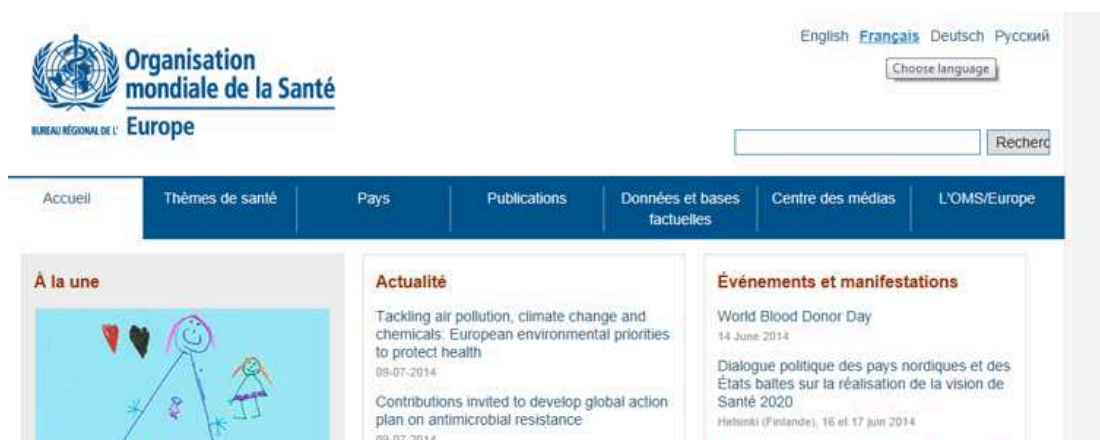 English Français Deutsch Русский
Choose language
Organisation
mondiale de la Santé
BUREAU RÉGIONAL DE L' Europe
Recherc
Accueil Thèmes de santé Pays Publications Données et bases factuelles Centre des médias L'OMS/Europe
À la une
Actualité
Tackling air pollution, climate change and
chemicals: European environmental priorities
to protect health
09-07-2014
Contributions invited to develop global action
plan on antimicrobial resistance
09-07-2014
Événements et manifestations
World Blood Donor Day
14 June 2014
Dialogue politique des pays nordiques et des
États baltes sur la réalisation de la vision de
Santé 2020
Helsinki (Finlande), 16 et 17 juin 2014